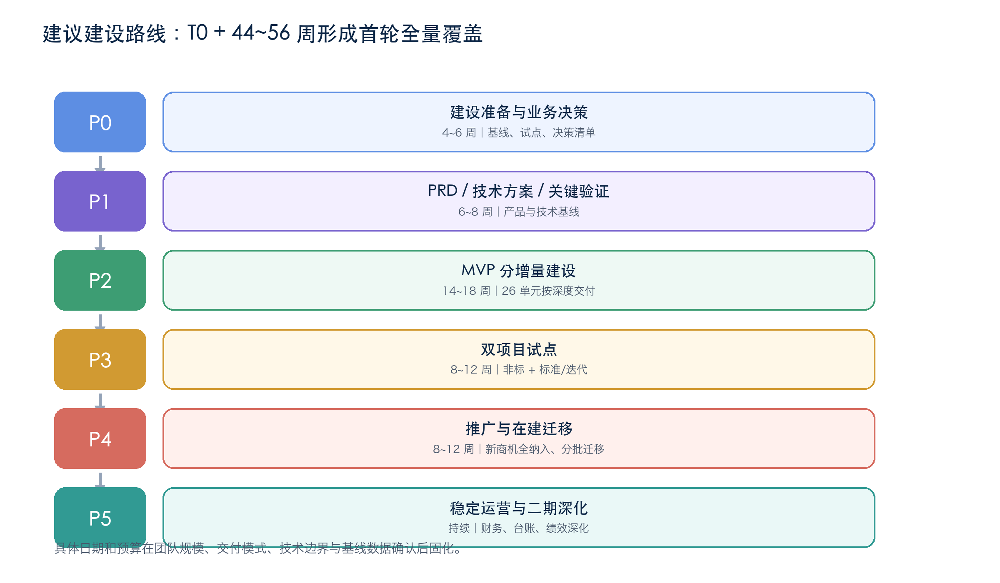 建议建设路线：T0 + 44~56 周形成首轮全量覆盖
P0
建设准备与业务决策
4~6 周｜基线、试点、决策清单
P1
PRD / 技术方案 / 关键验证
6~8 周｜产品与技术基线
P2
MVP 分增量建设
14~18 周｜26 单元按深度交付
P3
双项目试点
8~12 周｜非标 + 标准/迭代
P4
推广与在建迁移
8~12 周｜新商机全纳入、分批迁移
P5
稳定运营与二期深化
持续｜财务、台账、绩效深化
具体日期和预算在团队规模、交付模式、技术边界与基线数据确认后固化。